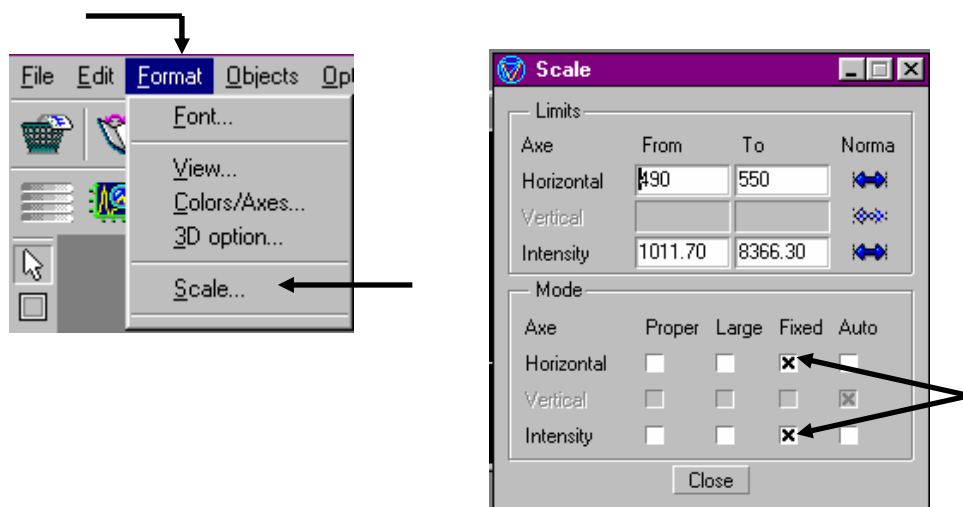 File Edit Format Objects Opt
Font...
View...
Colors/Axes...
3D option...
Scale...
Scale
Limits
Axe From To Norma
Horizontal 490 550
Vertical
Intensity 1011.70 8366.30
Mode
Axe Proper Large Fixed Auto
Horizontal
Vertical
Intensity
Close